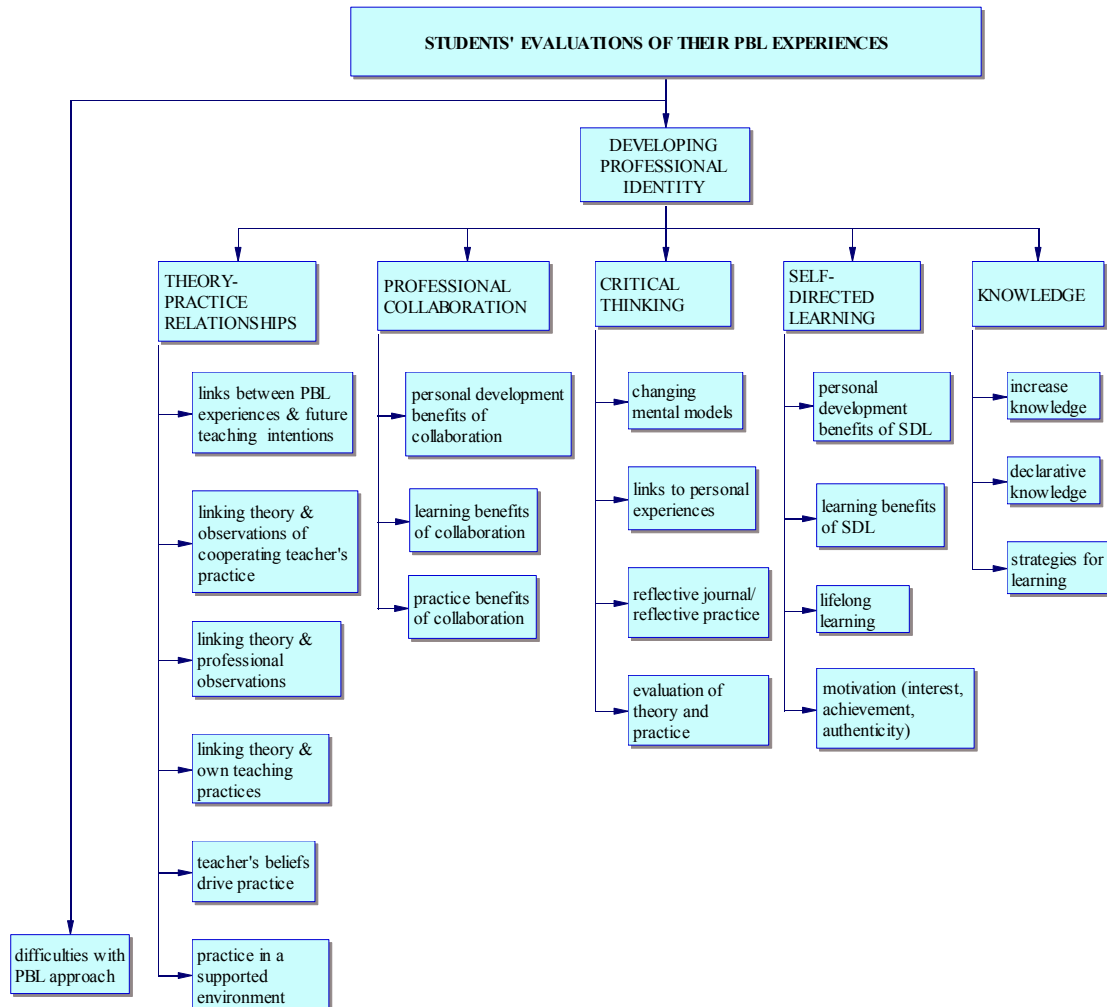 STUDENTS' EVALUATIONS OF THEIR PBL EXPERIENCES
DEVELOPING
PROFESSIONAL
IDENTITY
THEORY-
PRACTICE
RELATIONSHIPS
links between PBL
experiences & future
teaching intentions
linking theory &
observations of
cooperating teacher's
practice
linking theory &
professional
observations
linking theory &
own teaching
practices
teacher's beliefs
drive practice
practice in a
supported
environment
PROFESSIONAL
COLLABORATION
personal development
benefits of
collaboration
learning benefits
of collaboration
practice benefits
of collaboration
CRITICAL
THINKING
changing
mental models
links to personal
experiences
reflective journal/
reflective practice
evaluation of
theory and
practice
SELF-
DIRECTED
LEARNING
personal
development
benefits of SDL
learning benefits
of SDL
lifelong
learning
motivation (interest,
achievement,
authenticity)
KNOWLEDGE
increase
knowledge
declarative
knowledge
strategies for
learning
difficulties with
PBL approach